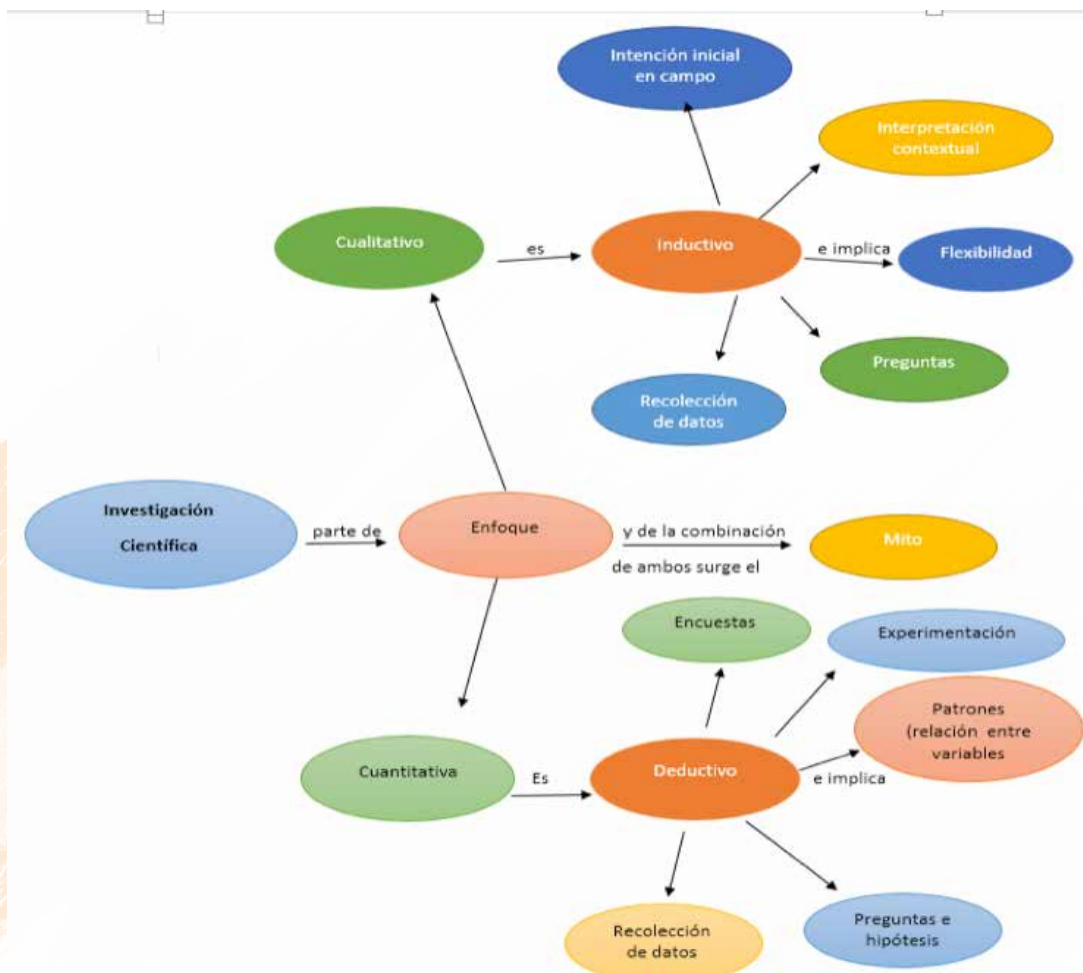 Intención inicial
en campo
Interpretación
contextual
Cualitativo
es
Inductivo
e implica
Flexibilidad
Preguntas
Recolección
de datos
Investigación
Científica
parte de
Enfoque
y de la combinación
de ambos surge el
Mito
Encuestas
Experimentación
Patrones
(relación entre
variables
Cuantitativa
Es
Deductivo
e implica
Recolección
de datos
Preguntas e
hipótesis